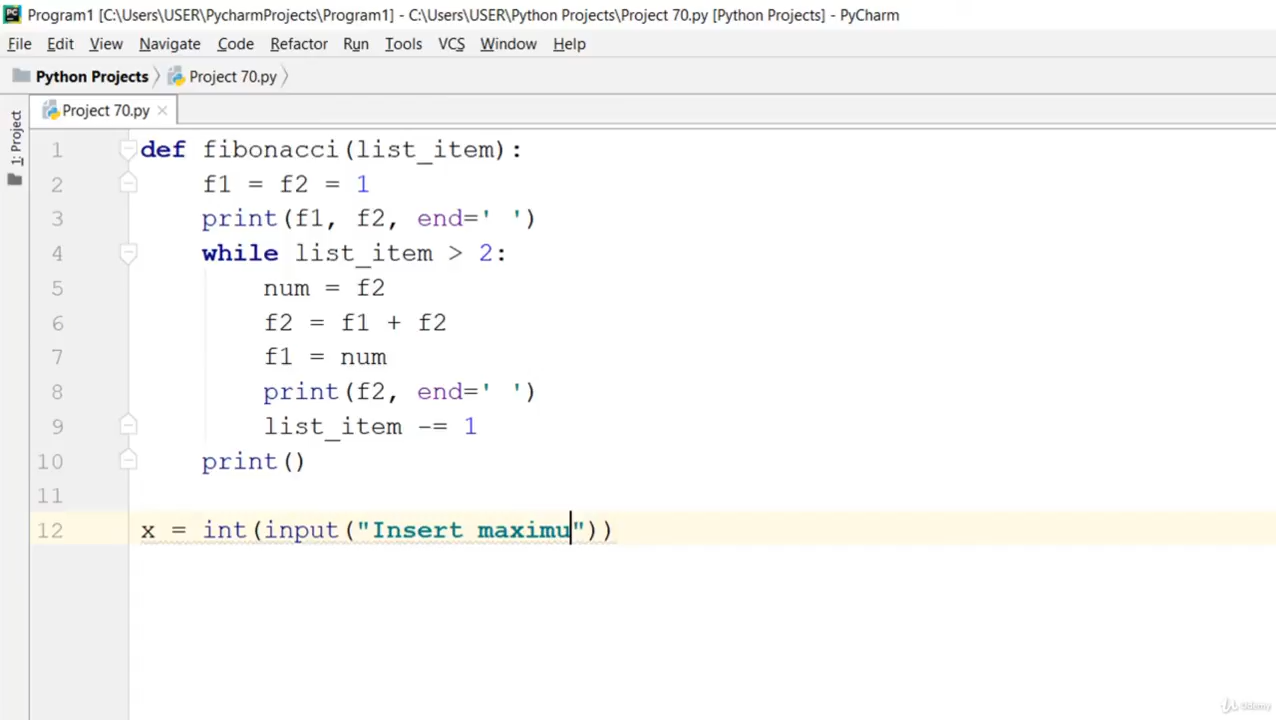 Program1 [C:\Users\USER\PycharmProjects\Program1] - C:\Users\USER\Python Projects\Project 70.py [Python Projects] - PyCharm
File Edit View Navigate Code Refactor Run Tools VCS Window Help
Python Projects Project 70.py
1: Project
Project 70.py
1 def fibonacci(list_item):
2     f1 = f2 = 1
3     print(f1, f2, end=' ')
4     while list_item > 2:
5         num = f2
6         f2 = f1 + f2
7         f1 = num
8         print(f2, end=' ')
9         list_item -= 1
10     print()
11
12 x = int(input("Insert maximu"))
Udemy